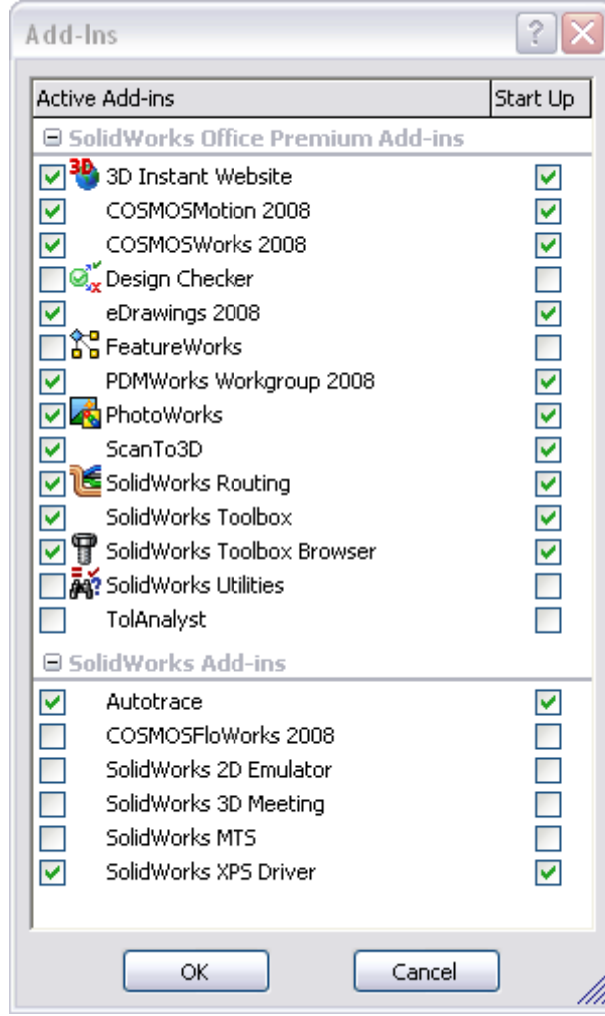 Add-Ins
Active Add-ins Start Up
SolidWorks Office Premium Add-ins
3D 3D Instant Website
COSMOSMotion 2008
COSMOSWorks 2008
Design Checker
eDrawings 2008
FeatureWorks
PDMWorks Workgroup 2008
PhotoWorks
ScanTo3D
SolidWorks Routing
SolidWorks Toolbox
SolidWorks Toolbox Browser
SolidWorks Utilities
TolAnalyst
SolidWorks Add-ins
Autotrace
COSMOSFloWorks 2008
SolidWorks 2D Emulator
SolidWorks 3D Meeting
SolidWorks MTS
SolidWorks XPS Driver
OK Cancel